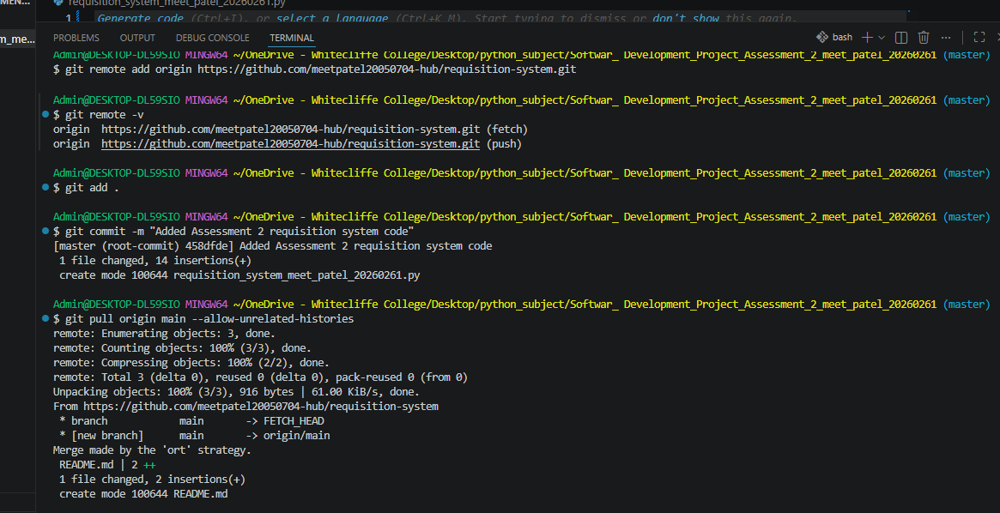 MEN...
requisition_system_meet_patel_20260261.py
1 Generate code (Ctrl+I), or select a language (Ctrl+K M). Start typing to dismiss or don't show this again.
m_me...
PROBLEMS OUTPUT DEBUG CONSOLE TERMINAL bash
Admin@DESKTOP-DL59SIO MINGW64 ~/OneDrive - Whitecliffe College/Desktop/python_subject/Softwar_ Development_Project_Assessment_2_meet_patel_20260261 (master)
$ git remote add origin https://github.com/meetpatel20050704-hub/requisition-system.git
Admin@DESKTOP-DL59SIO MINGW64 ~/OneDrive - Whitecliffe College/Desktop/python_subject/Softwar_ Development_Project_Assessment_2_meet_patel_20260261 (master)
$ git remote -v
origin https://github.com/meetpatel20050704-hub/requisition-system.git (fetch)
origin https://github.com/meetpatel20050704-hub/requisition-system.git (push)
Admin@DESKTOP-DL59SIO MINGW64 ~/OneDrive - Whitecliffe College/Desktop/python_subject/Softwar_ Development_Project_Assessment_2_meet_patel_20260261 (master)
$ git add .
Admin@DESKTOP-DL59SIO MINGW64 ~/OneDrive - Whitecliffe College/Desktop/python_subject/Softwar_ Development_Project_Assessment_2_meet_patel_20260261 (master)
$ git commit -m "Added Assessment 2 requisition system code"
[master (root-commit) 458dfde] Added Assessment 2 requisition system code
1 file changed, 14 insertions(+)
create mode 100644 requisition_system_meet_patel_20260261.py
Admin@DESKTOP-DL59SIO MINGW64 ~/OneDrive - Whitecliffe College/Desktop/python_subject/Softwar_ Development_Project_Assessment_2_meet_patel_20260261 (master)
$ git pull origin main --allow-unrelated-histories
remote: Enumerating objects: 3, done.
remote: Counting objects: 100% (3/3), done.
remote: Compressing objects: 100% (2/2), done.
remote: Total 3 (delta 0), reused 0 (delta 0), pack-reused 0 (from 0)
Unpacking objects: 100% (3/3), 916 bytes | 61.00 KiB/s, done.
From https://github.com/meetpatel20050704-hub/requisition-system
* branch main -> FETCH_HEAD
* [new branch] main -> origin/main
Merge made by the 'ort' strategy.
README.md | 2 ++
1 file changed, 2 insertions(+)
create mode 100644 README.md